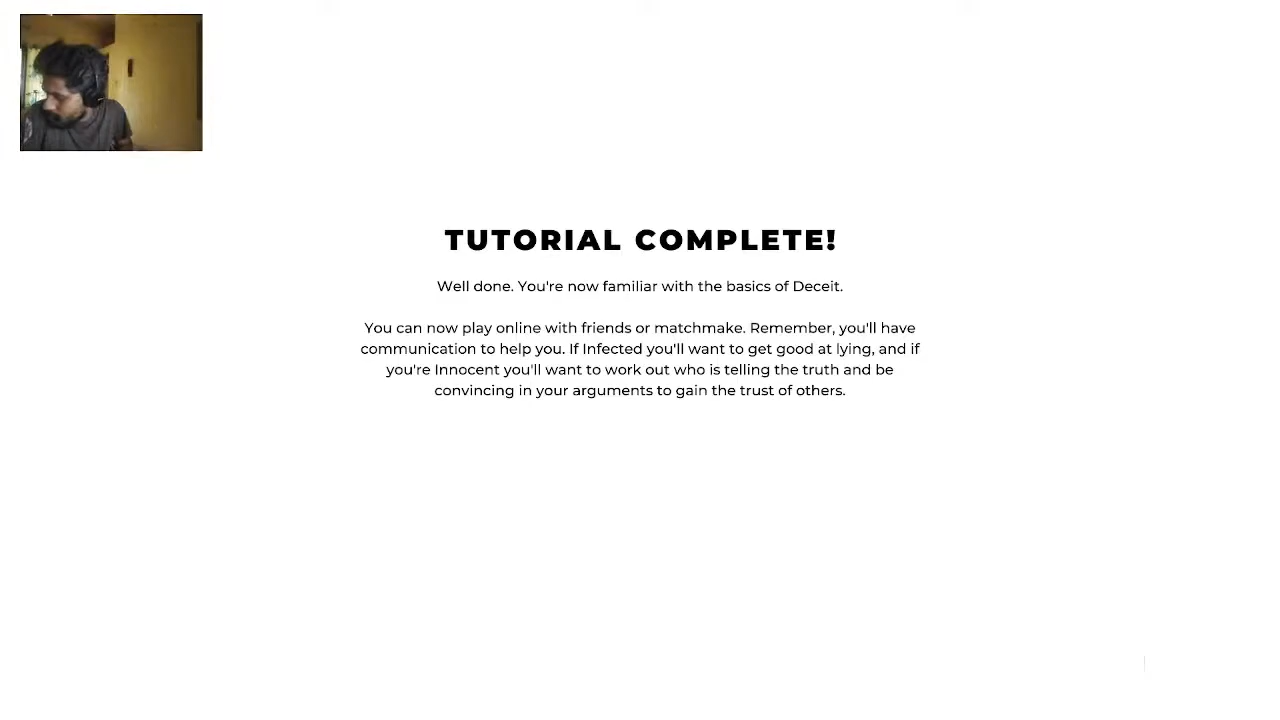 TUTORIAL COMPLETE!
Well done. You're now familiar with the basics of Deceit.
You can now play online with friends or matchmake. Remember, you'll have
communication to help you. If Infected you'll want to get good at lying, and if
you're Innocent you'll want to work out who is telling the truth and be
convincing in your arguments to gain the trust of others.